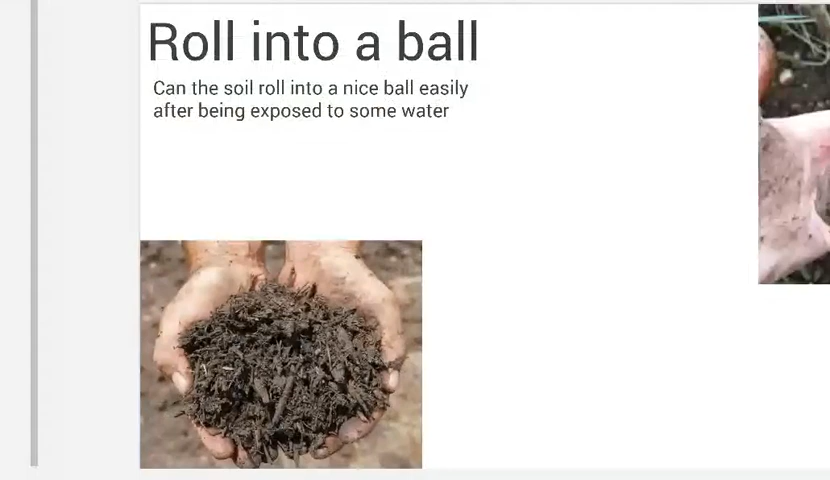 Roll into a ball
Can the soil roll into a nice ball easily
after being exposed to some water